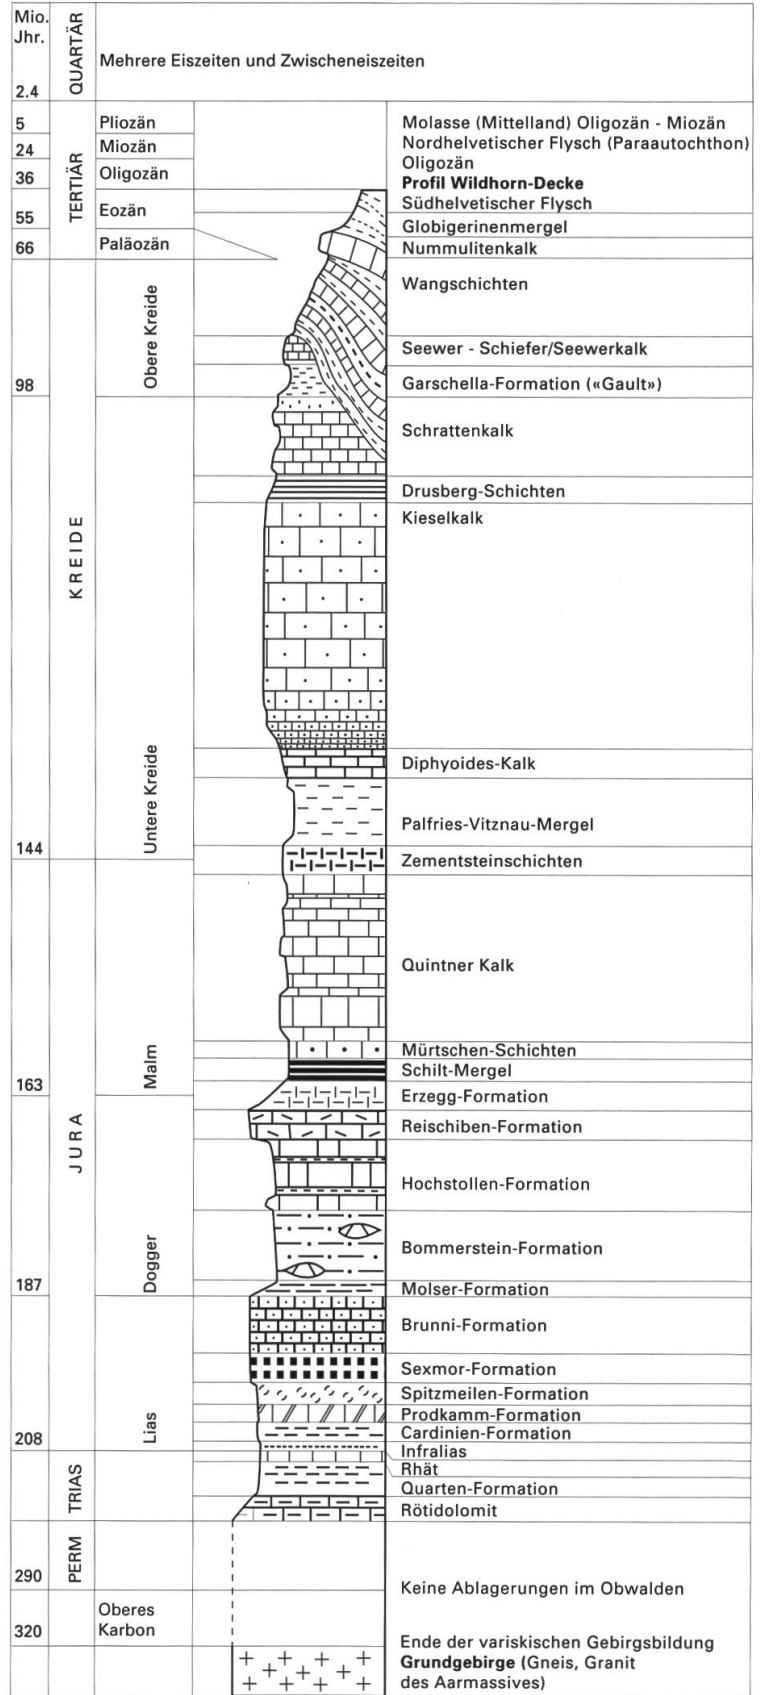 Mio.
Jhr.
QUARTÄR
Mehrere Eiszeiten und Zwischeneiszeiten
2.4
5
Pliozän
Molasse (Mittelland) Oligozän - Miozän
24
Miozän
Nordhelvetischer Flysch (Paraautochthon)
Oligozän
36
Oligozän
Profil Wildhorn-Decke
TERTIÄR
Südhelvetischer Flysch
55
Eozän
Globigerinenmergel
66
Paläozän
Nummulitenkalk
Wangschichten
Obere Kreide
Seewer - Schiefer/Seewerkalk
98
Garschella-Formation («Gault»)
Schrattenkalk
Drusberg-Schichten
Kieselkalk
KREIDE
Untere Kreide
Diphyoides-Kalk
Palfries-Vitznau-Mergel
144
Zementsteinschichten
Quintner Kalk
Malm
Mürtschen-Schichten
Schilt-Mergel
163
Erzegg-Formation
Reischiben-Formation
JURA
Hochstollen-Formation
Dogger
Bommerstein-Formation
187
Molser-Formation
Brunni-Formation
Sexmor-Formation
Spitzmeilen-Formation
Lias
Prodkamm-Formation
Cardinien-Formation
208
Infralias
Rhät
TRIAS
Quarten-Formation
Rötidolomit
PERM
290
Keine Ablagerungen im Obwalden
Oberes
Karbon
320
Ende der variskischen Gebirgsbildung
Grundgebirge (Gneis, Granit
des Aarmassives)